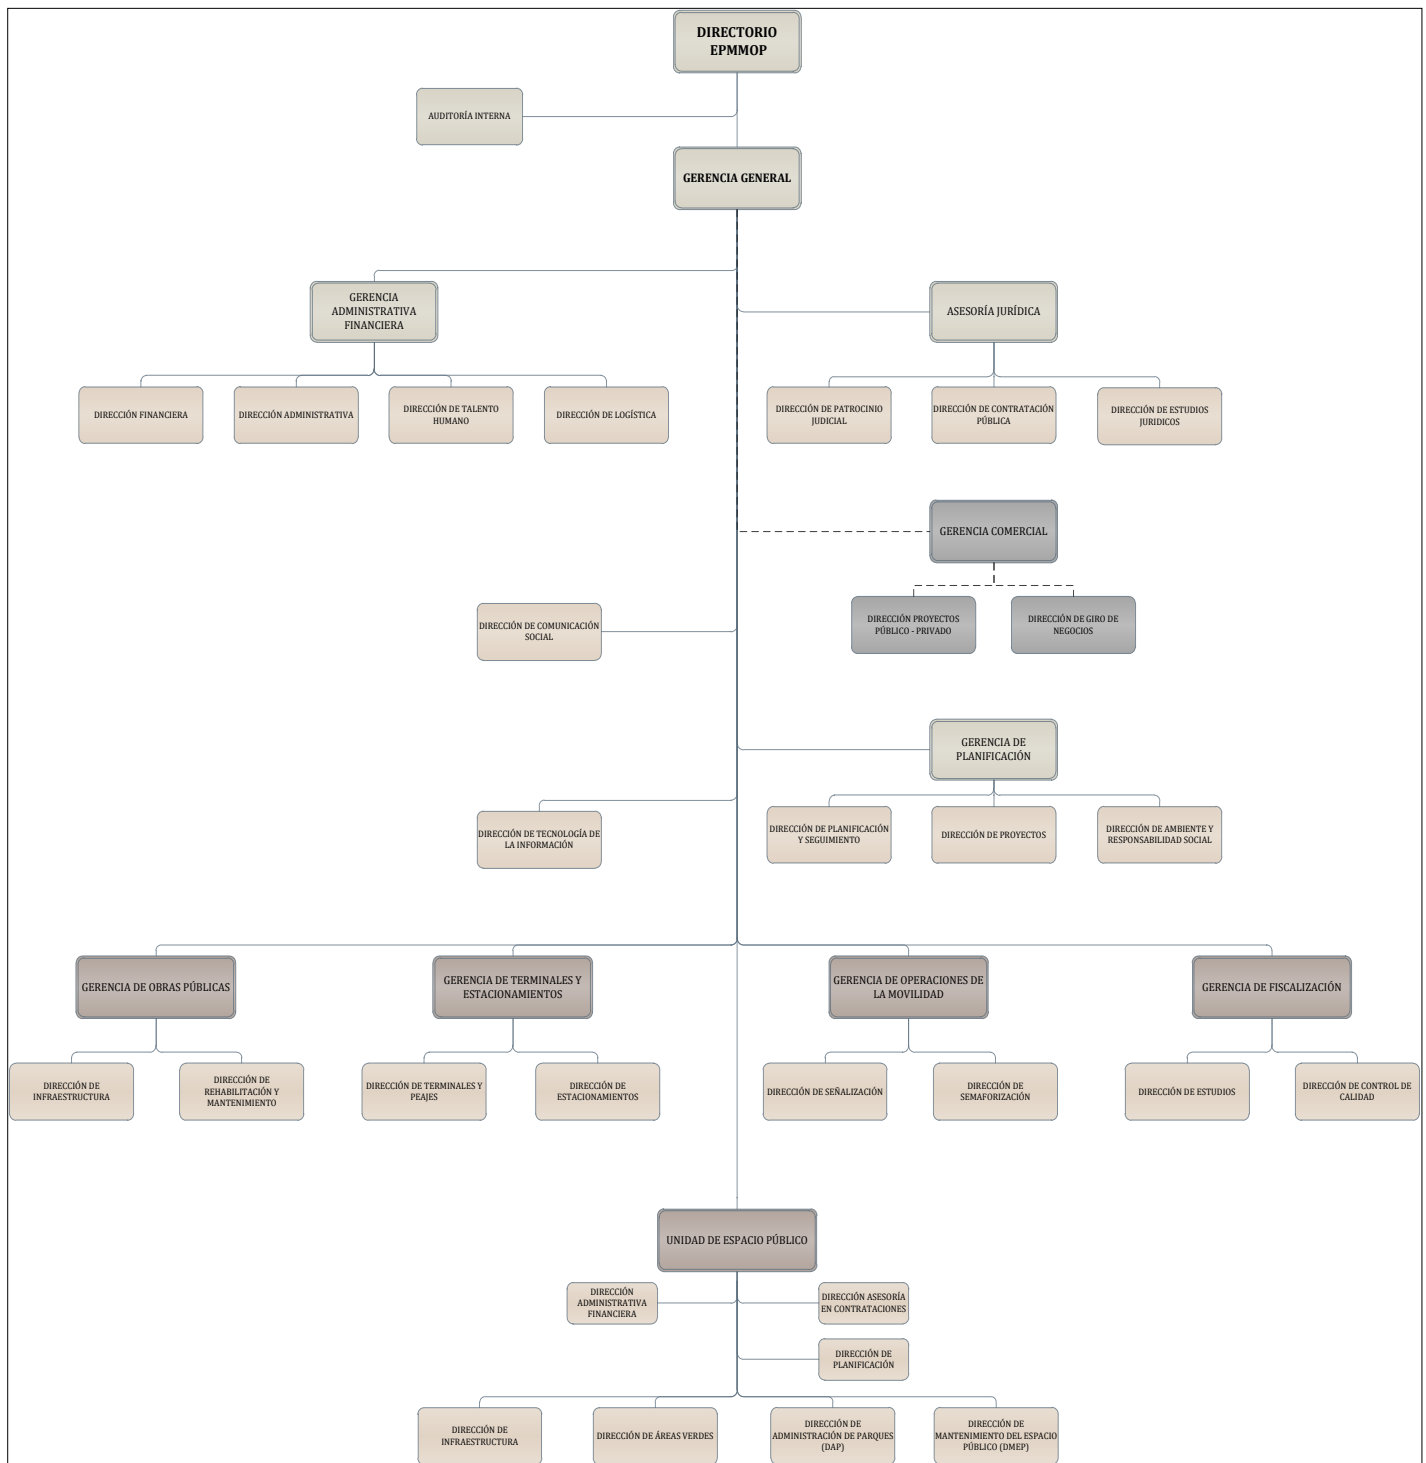 DIRECTORIO
EPMMOP
AUDITORÍA INTERNA
GERENCIA GENERAL
GERENCIA
ADMINISTRATIVA
FINANCIERA
ASESORÍA JURÍDICA
DIRECCIÓN FINANCIERA
DIRECCIÓN ADMINISTRATIVA
DIRECCIÓN DE TALENTO
HUMANO
DIRECCIÓN DE LOGÍSTICA
DIRECCIÓN DE PATROCINIO
JUDICIAL
DIRECCIÓN DE CONTRATACIÓN
PÚBLICA
DIRECCIÓN DE ESTUDIOS
JURIDICOS
GERENCIA COMERCIAL
DIRECCIÓN PROYECTOS
PÚBLICO - PRIVADO
DIRECCIÓN DE GIRO DE
NEGOCIOS
DIRECCIÓN DE COMUNICACIÓN
SOCIAL
GERENCIA DE
PLANIFICACIÓN
DIRECCIÓN DE TECNOLOGÍA DE
LA INFORMACIÓN
DIRECCIÓN DE PLANIFICACIÓN
Y SEGUIMIENTO
DIRECCIÓN DE PROYECTOS
DIRECCIÓN DE AMBIENTE Y
RESPONSABILIDAD SOCIAL
GERENCIA DE OBRAS PÚBLICAS
GERENCIA DE TERMINALES Y
ESTACIONAMIENTOS
GERENCIA DE OPERACIONES DE
LA MOVILIDAD
GERENCIA DE FISCALIZACIÓN
DIRECCIÓN DE
INFRAESTRUCTURA
DIRECCIÓN DE
REHABILITACIÓN Y
MANTENIMIENTO
DIRECCIÓN DE TERMINALES Y
PEAJES
DIRECCIÓN DE
ESTACIONAMIENTOS
DIRECCIÓN DE SEÑALIZACIÓN
DIRECCIÓN DE
SEMAFORIZACIÓN
DIRECCIÓN DE ESTUDIOS
DIRECCIÓN DE CONTROL DE
CALIDAD
UNIDAD DE ESPACIO PÚBLICO
DIRECCIÓN
ADMINISTRATIVA
FINANCIERA
DIRECCIÓN ASESORÍA
EN CONTRATACIONES
DIRECCIÓN DE
PLANIFICACIÓN
DIRECCIÓN DE
INFRAESTRUCTURA
DIRECCIÓN DE ÁREAS VERDES
DIRECCIÓN DE
ADMINISTRACIÓN DE PARQUES
(DAP)
DIRECCIÓN DE
MANTENIMIENTO DEL ESPACIO
PÚBLICO (DMEP)